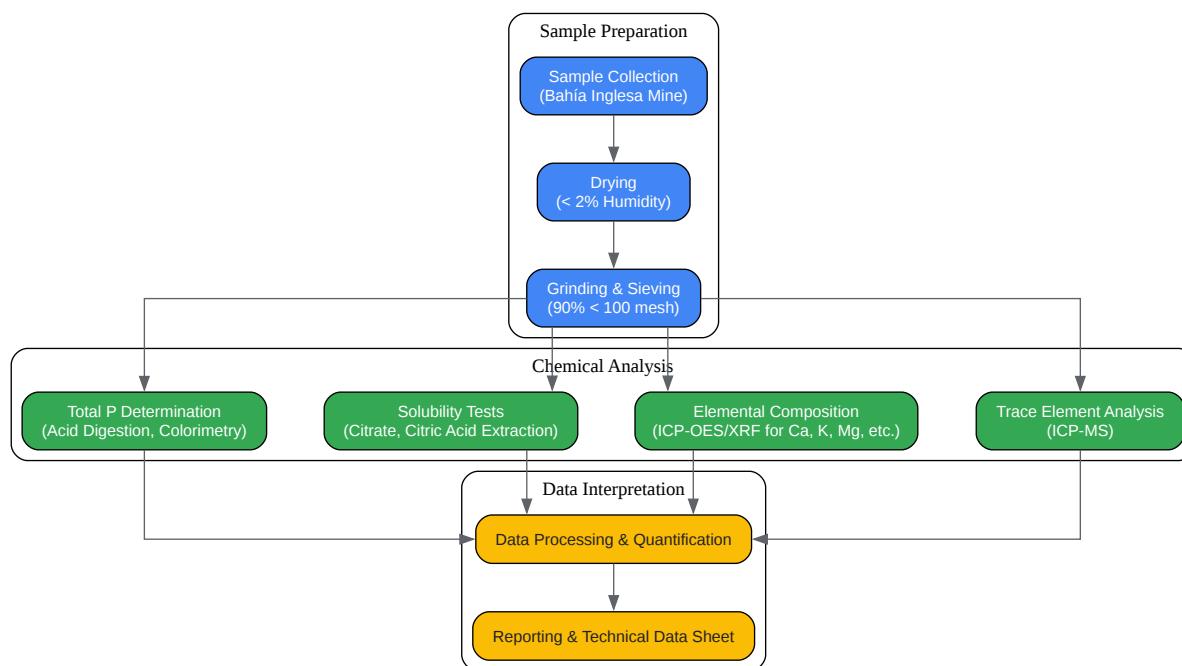 Sample Preparation
Sample Collection
(Bahía Inglesa Mine)
Drying
(< 2% Humidity)
Grinding & Sieving
(90% < 100 mesh)
Chemical Analysis
Total P Determination
(Acid Digestion, Colorimetry)
Solubility Tests
(Citrate, Citric Acid Extraction)
Elemental Composition
(ICP-OES/XRF for Ca, K, Mg, etc.)
Trace Element Analysis
(ICP-MS)
Data Interpretation
Data Processing & Quantification
Reporting & Technical Data Sheet